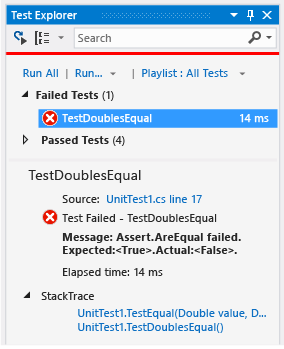 Test Explorer
Search
Run All | Run... | Playlist : All Tests
Failed Tests (1)
TestDoublesEqual 14 ms
Passed Tests (4)
TestDoublesEqual
Source: UnitTest1.cs line 17
Test Failed - TestDoublesEqual
Message: Assert.AreEqual failed.
Expected:<True>.Actual:<False>.
Elapsed time: 14 ms
StackTrace
UnitTest1.TestEqual(Double value, D...
UnitTest1.TestDoublesEqual()